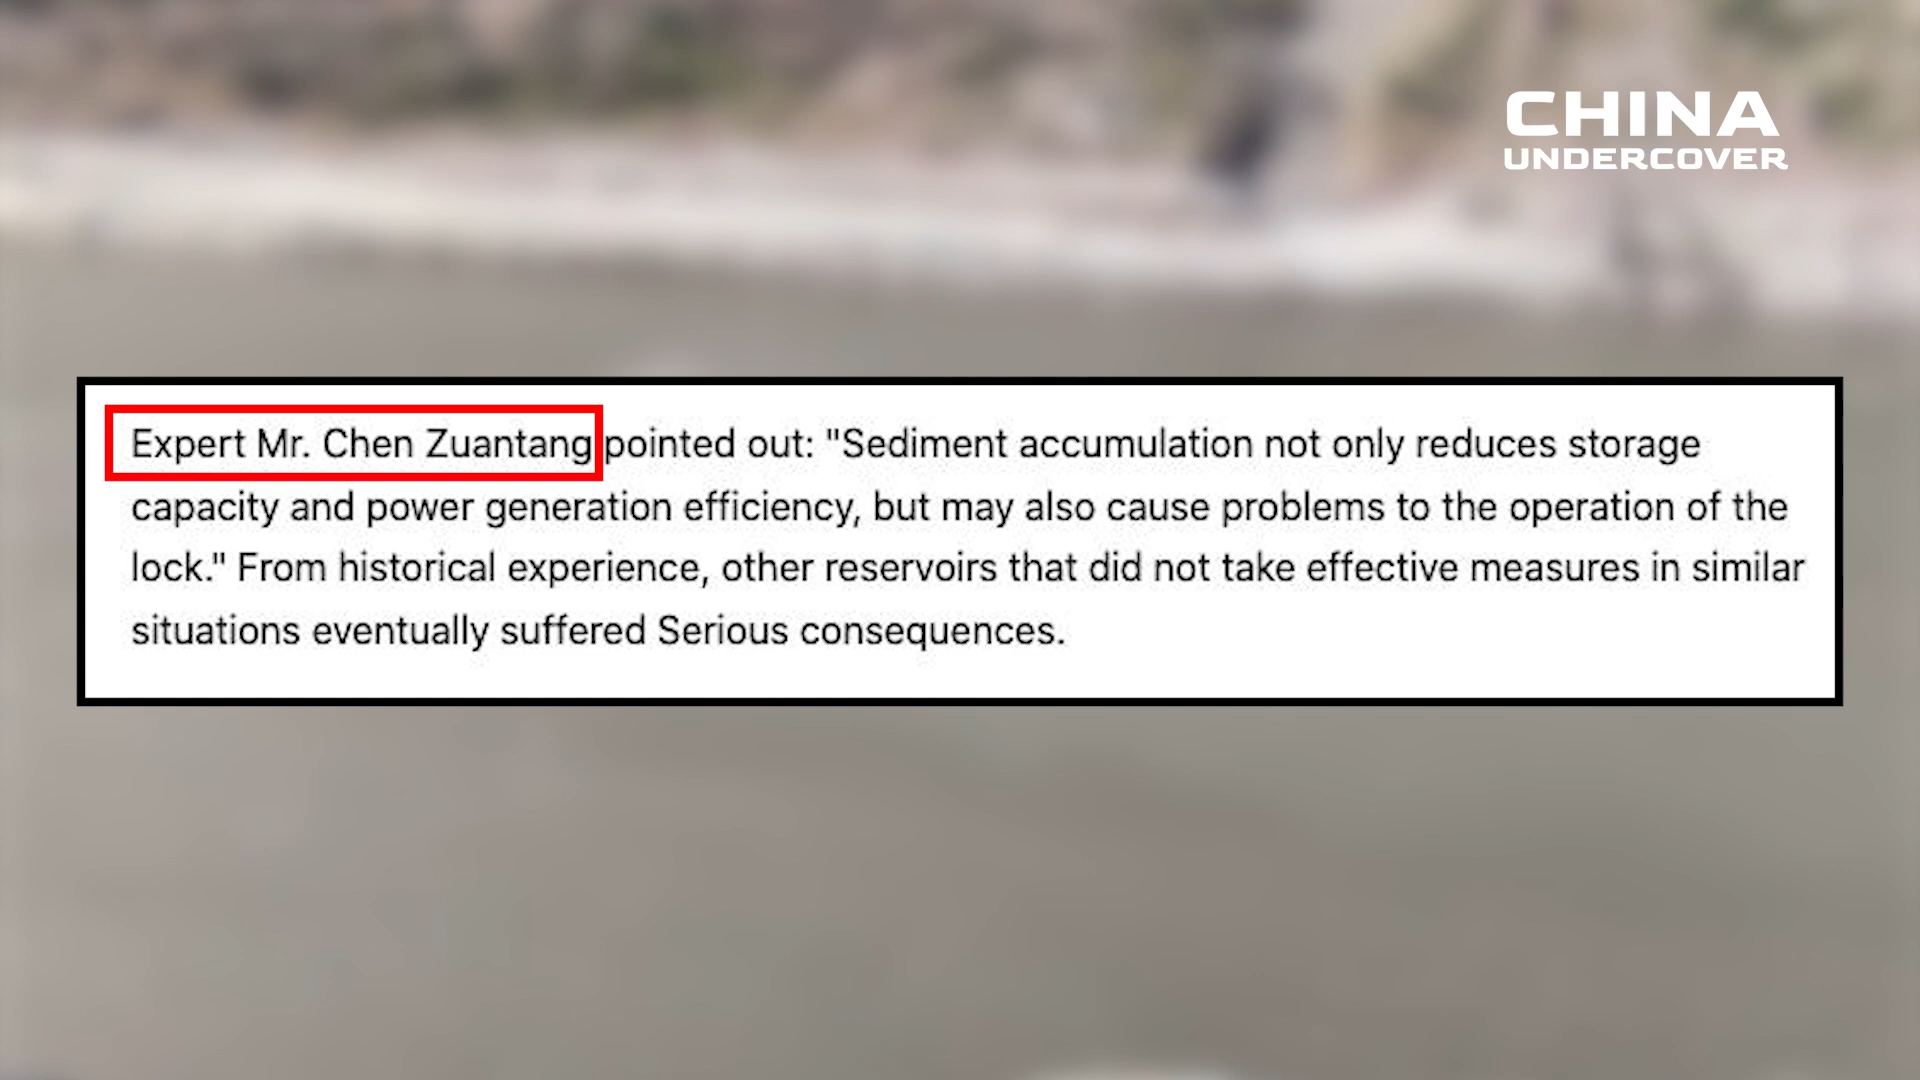 CHINA
UNDERCOVER
Expert Mr. Chen Zuantang pointed out: "Sediment accumulation not only reduces storage
capacity and power generation efficiency, but may also cause problems to the operation of the
lock." From historical experience, other reservoirs that did not take effective measures in similar
situations eventually suffered Serious consequences.